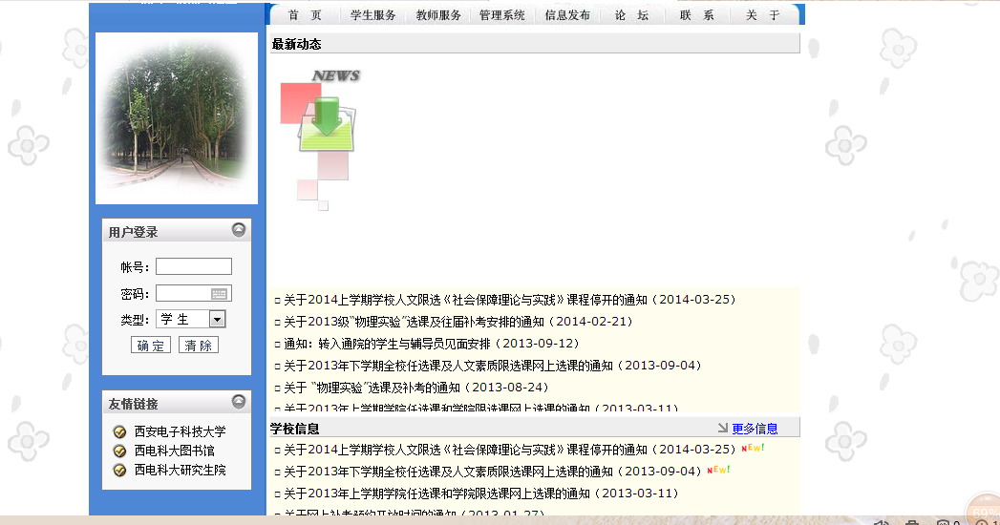 首 页 学生服务 教师服务 管理系统 信息发布 论 坛 联 系 关 于
最新动态
NEWS
用户登录
帐号：
密码：
类型： 学 生
确 定 清 除
友情链接
西安电子科技大学
西电科大图书馆
西电科大研究生院
□ 关于2014上学期学校人文限选《社会保障理论与实践》课程停开的通知（2014-03-25）
□ 关于2013级“物理实验”选课及往届补考安排的通知（2014-02-21）
□ 通知：转入通院的学生与辅导员见面安排（2013-09-12）
□ 关于2013年下学期全校任选课及人文素质限选课网上选课的通知（2013-09-04）
□ 关于 “物理实验”选课及补考的通知（2013-08-24）
□ 关于2013年上学期学院任选课和学院限选课网上选课的通知（2013-03-11）
学校信息 更多信息
□ 关于2014上学期学校人文限选《社会保障理论与实践》课程停开的通知（2014-03-25） NEW!
□ 关于2013年下学期全校任选课及人文素质限选课网上选课的通知（2013-09-04） NEW!
□ 关于2013年上学期学院任选课和学院限选课网上选课的通知（2013-03-11）
□ 关于网上补考预约开放时间的通知（2013-01-27）
69%